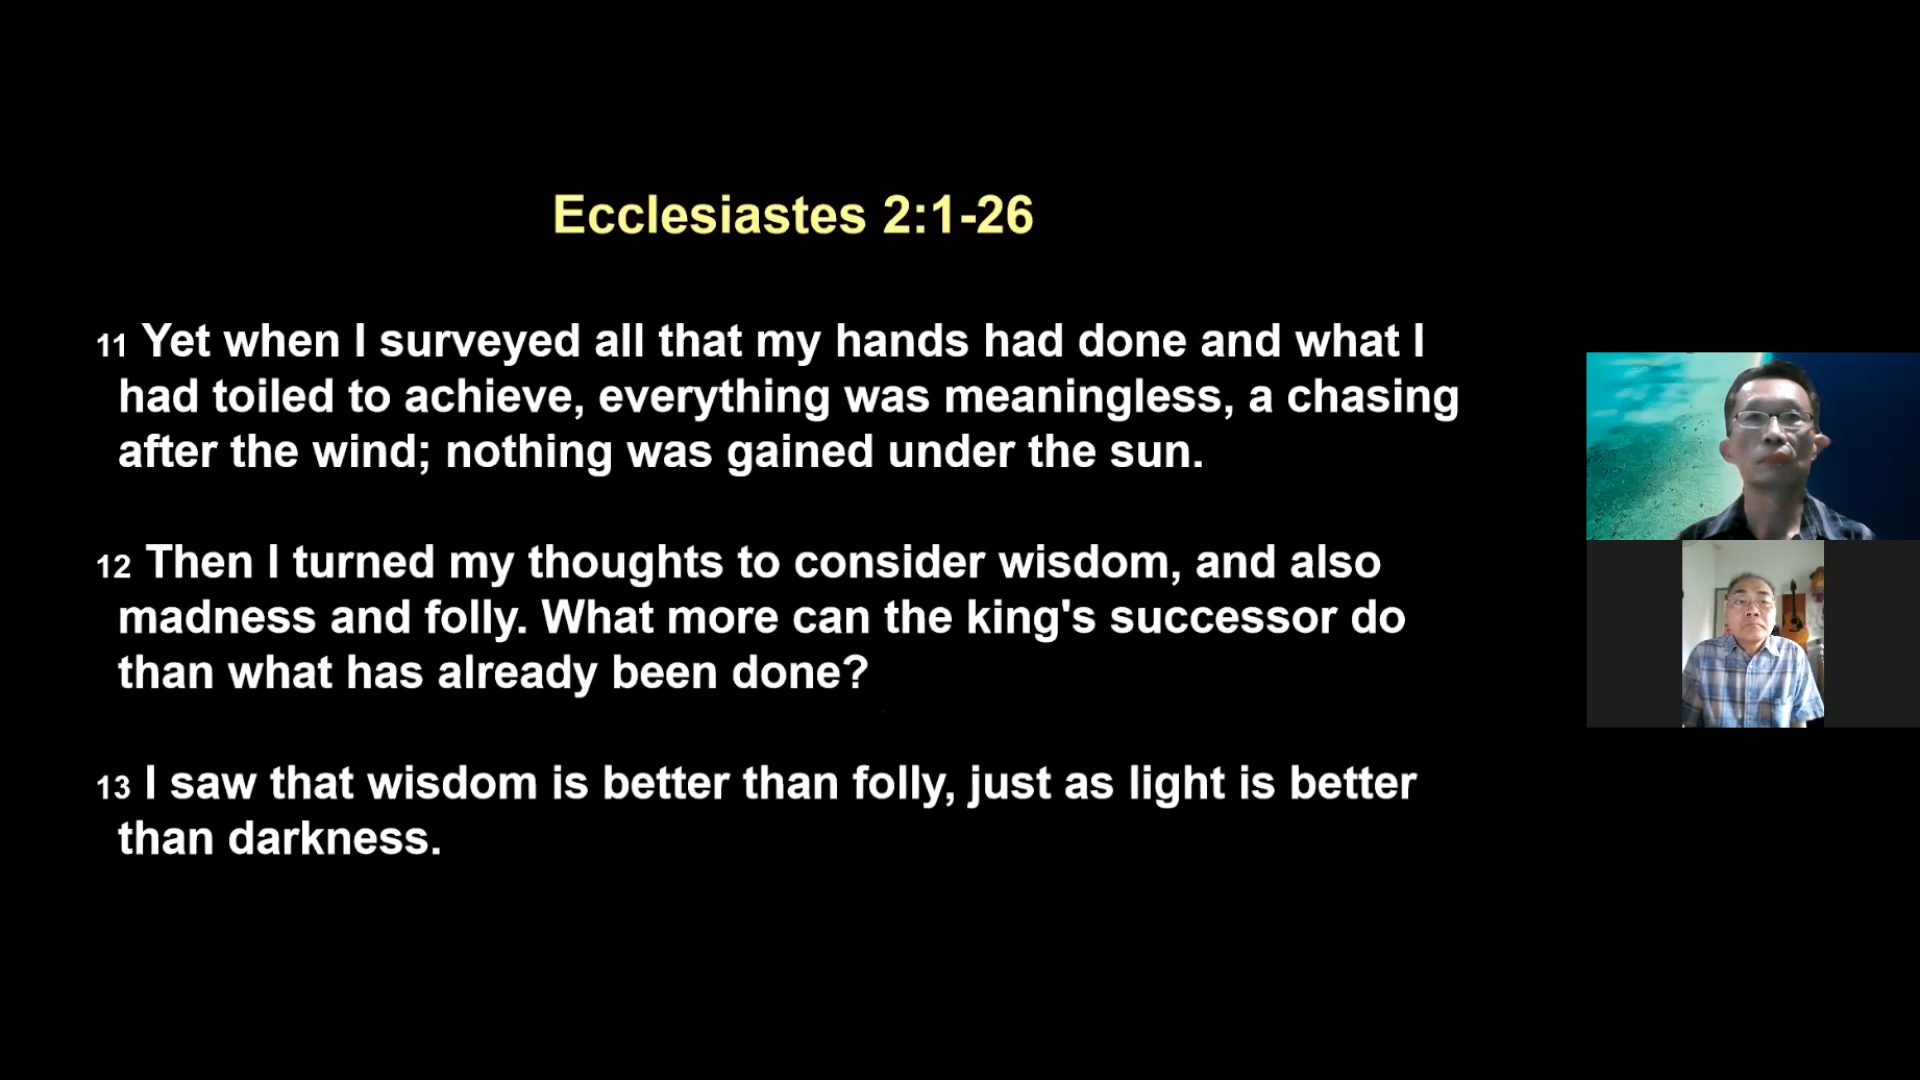 Ecclesiastes 2:1-26
11 Yet when I surveyed all that my hands had done and what I
had toiled to achieve, everything was meaningless, a chasing
after the wind; nothing was gained under the sun.
12 Then I turned my thoughts to consider wisdom, and also
madness and folly. What more can the king's successor do
than what has already been done?
13 I saw that wisdom is better than folly, just as light is better
than darkness.